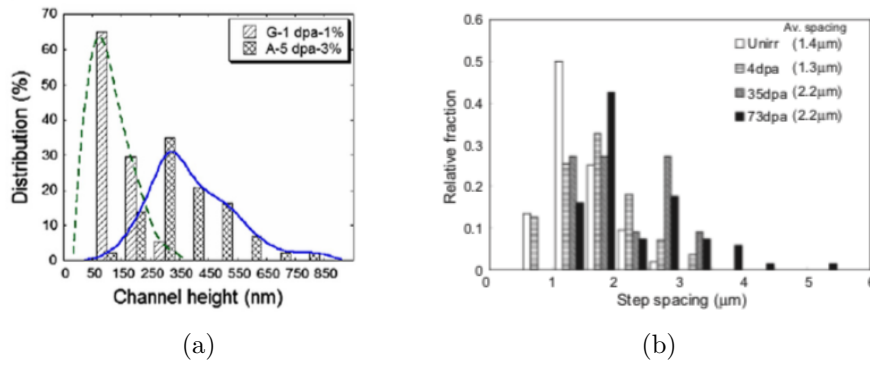 70
60
50
40
30
20
10
0
Distribution (%)
G-1 dpa-1%
A-5 dpa-3%
0 50 150 250 350 450 550 650 750 850
Channel height (nm)
(a)
0.6
0.5
0.4
0.3
0.2
0.1
0
Relative fraction
Av. spacing
Unirr (1.4μm)
4dpa (1.3μm)
35dpa (2.2μm)
73dpa (2.2μm)
0 1 2 3 4 5 6
Step spacing (μm)
(b)